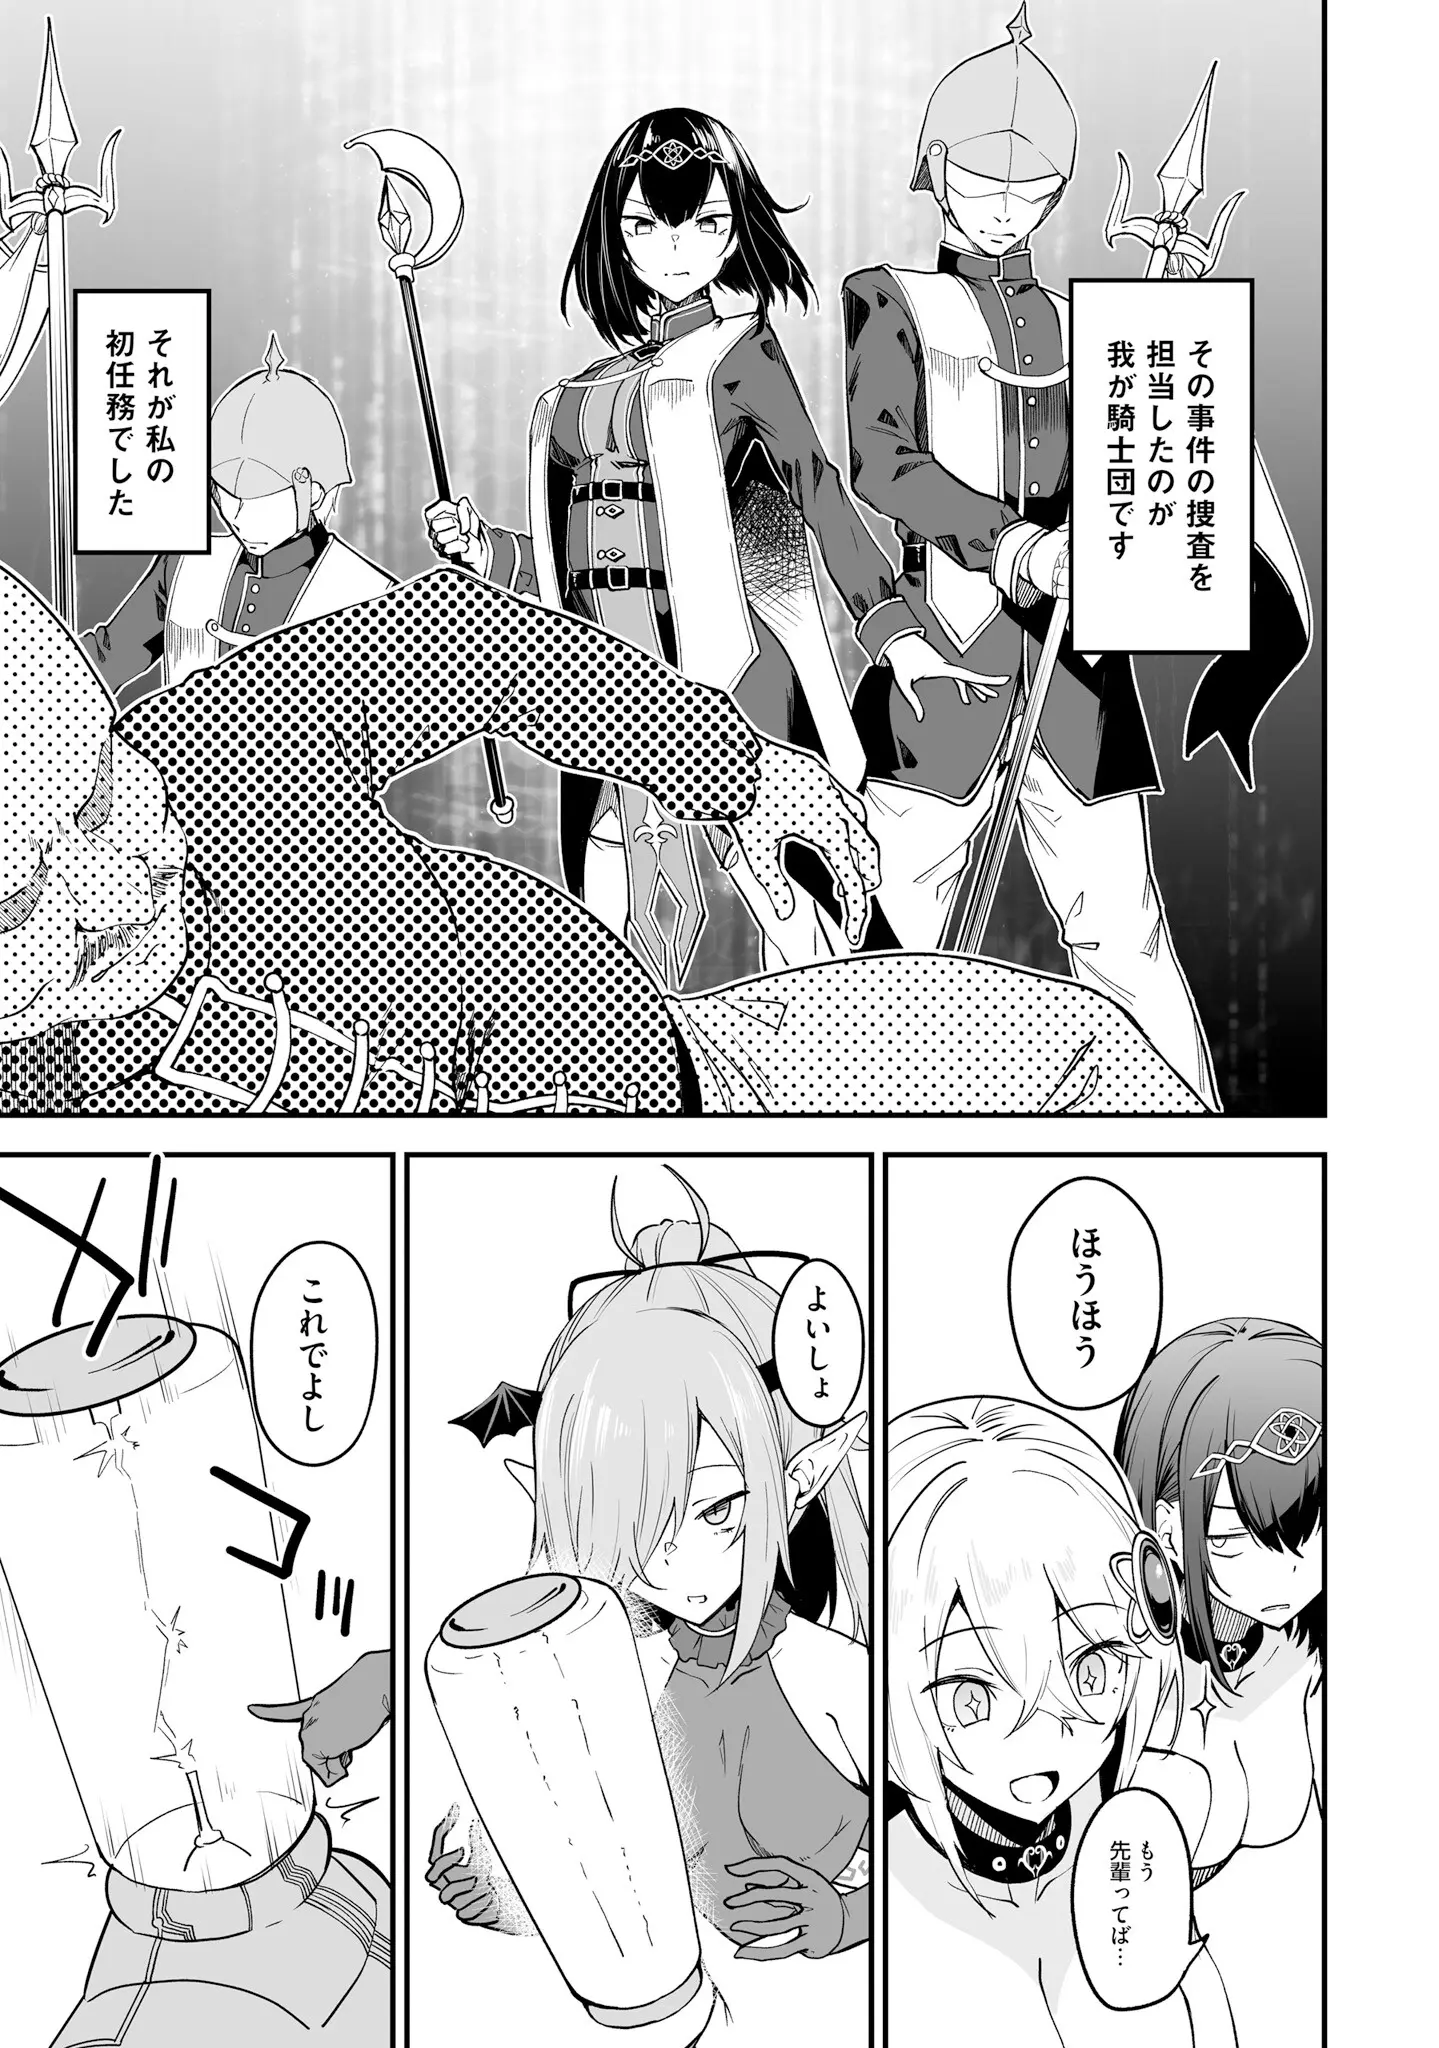 その事件の捜査を
担当したのが
我が騎士団です
それが私の
初任務でした
ほうほう
もう
先輩ってば…
よいしょ
これでよし